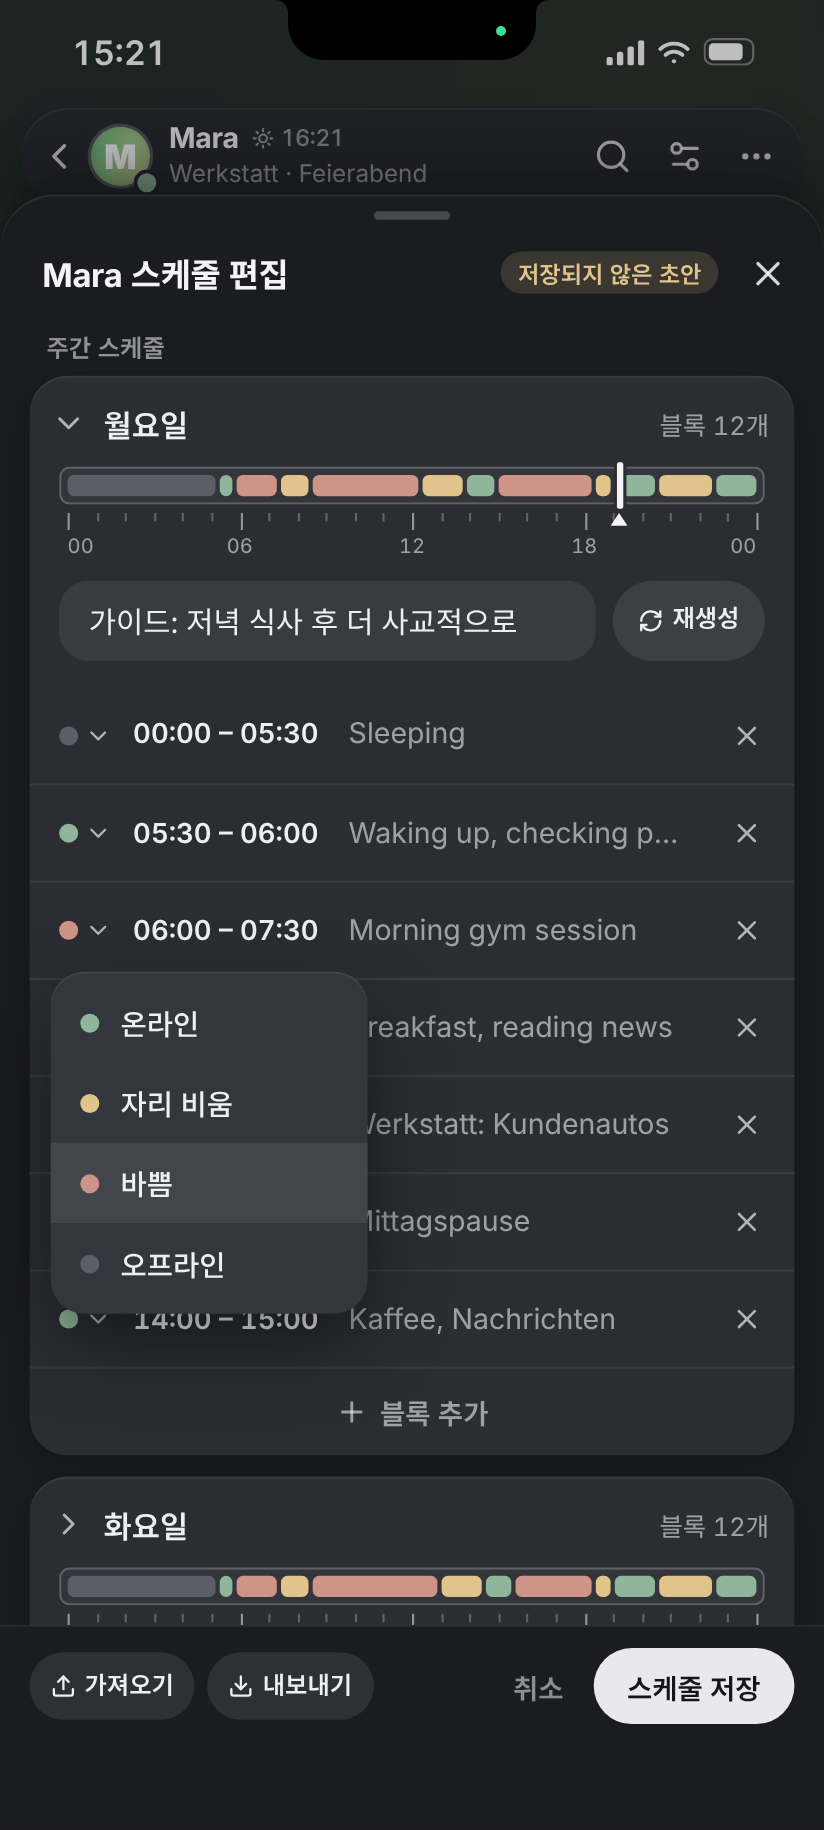 15:21
M
Mara 16:21
Werkstatt · Feierabend
Mara 스케줄 편집
저장되지 않은 초안
주간 스케줄
월요일
블록 12개
00 06 12 18 00
가이드: 저녁 식사 후 더 사교적으로
재생성
00:00 – 05:30 Sleeping
05:30 – 06:00 Waking up, checking p...
06:00 – 07:30 Morning gym session
온라인
reakfast, reading news
자리 비움
Werkstatt: Kundenautos
바쁨
Mittagspause
오프라인
14:00 – 15:00 Kaffee, Nachrichten
블록 추가
화요일
블록 12개
가져오기
내보내기
취소
스케줄 저장